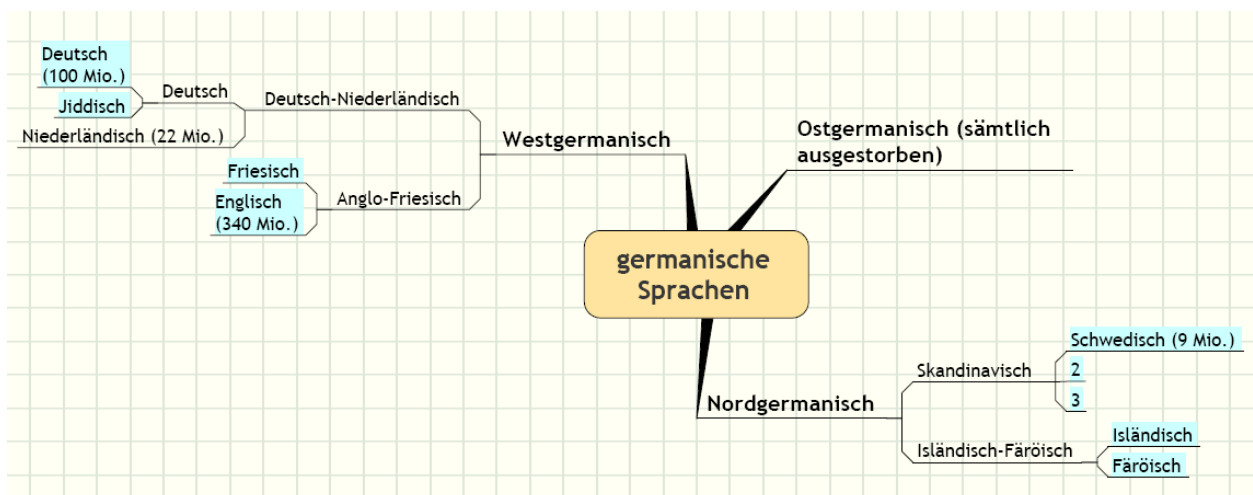 germanische
Sprachen
Westgermanisch
Deutsch-Niederländisch
Deutsch
Deutsch
(100 Mio.)
Jiddisch
Niederländisch (22 Mio.)
Anglo-Friesisch
Friesisch
Englisch
(340 Mio.)
Ostgermanisch (sämtlich
ausgestorben)
Nordgermanisch
Skandinavisch
Schwedisch (9 Mio.)
2
3
Isländisch-Färöisch
Isländisch
Färöisch